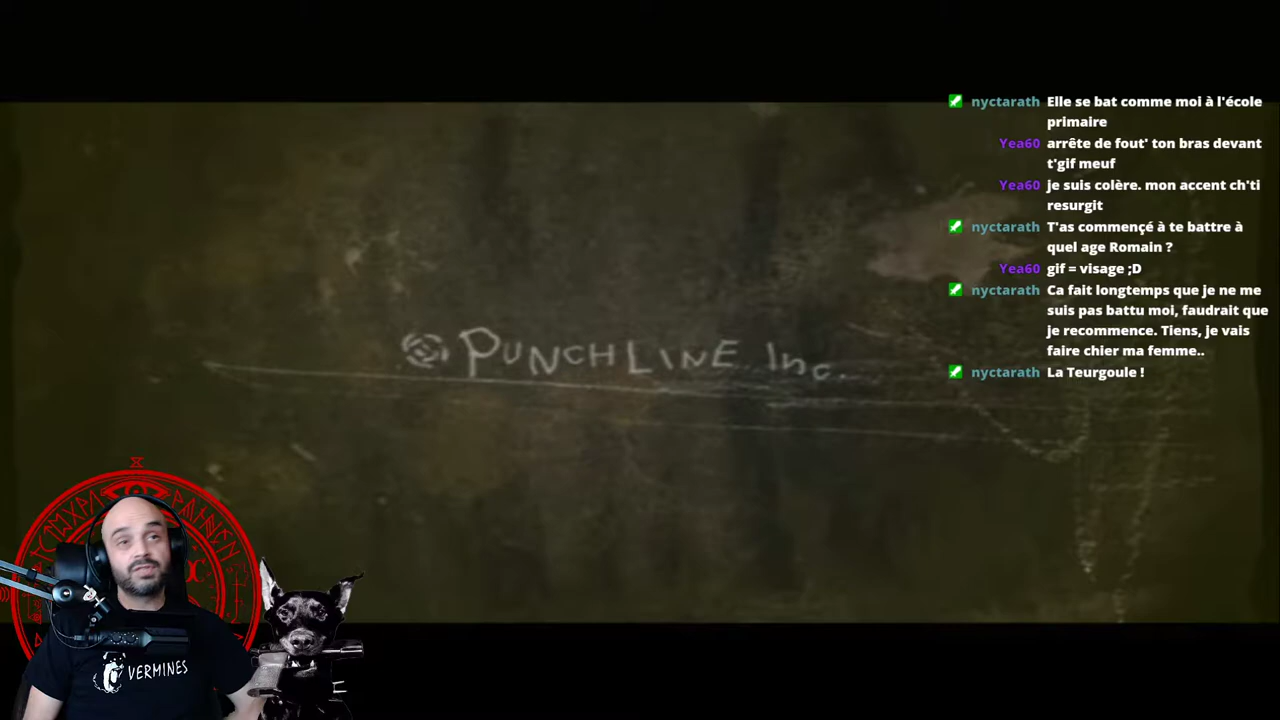 nyctarath Elle se bat comme moi à l'école
primaire
Yea60 arrête de fout' ton bras devant
t'gif meuf
Yea60 je suis colère. mon accent ch'ti
resurgit
nyctarath T'as commençé à te battre à
quel age Romain ?
Yea60 gif = visage ;D
nyctarath Ca fait longtemps que je ne me
suis pas battu moi, faudrait que
je recommence. Tiens, je vais
faire chier ma femme..
nyctarath La Teurgoule !
PUNCHLINE Inc.
VERMINES